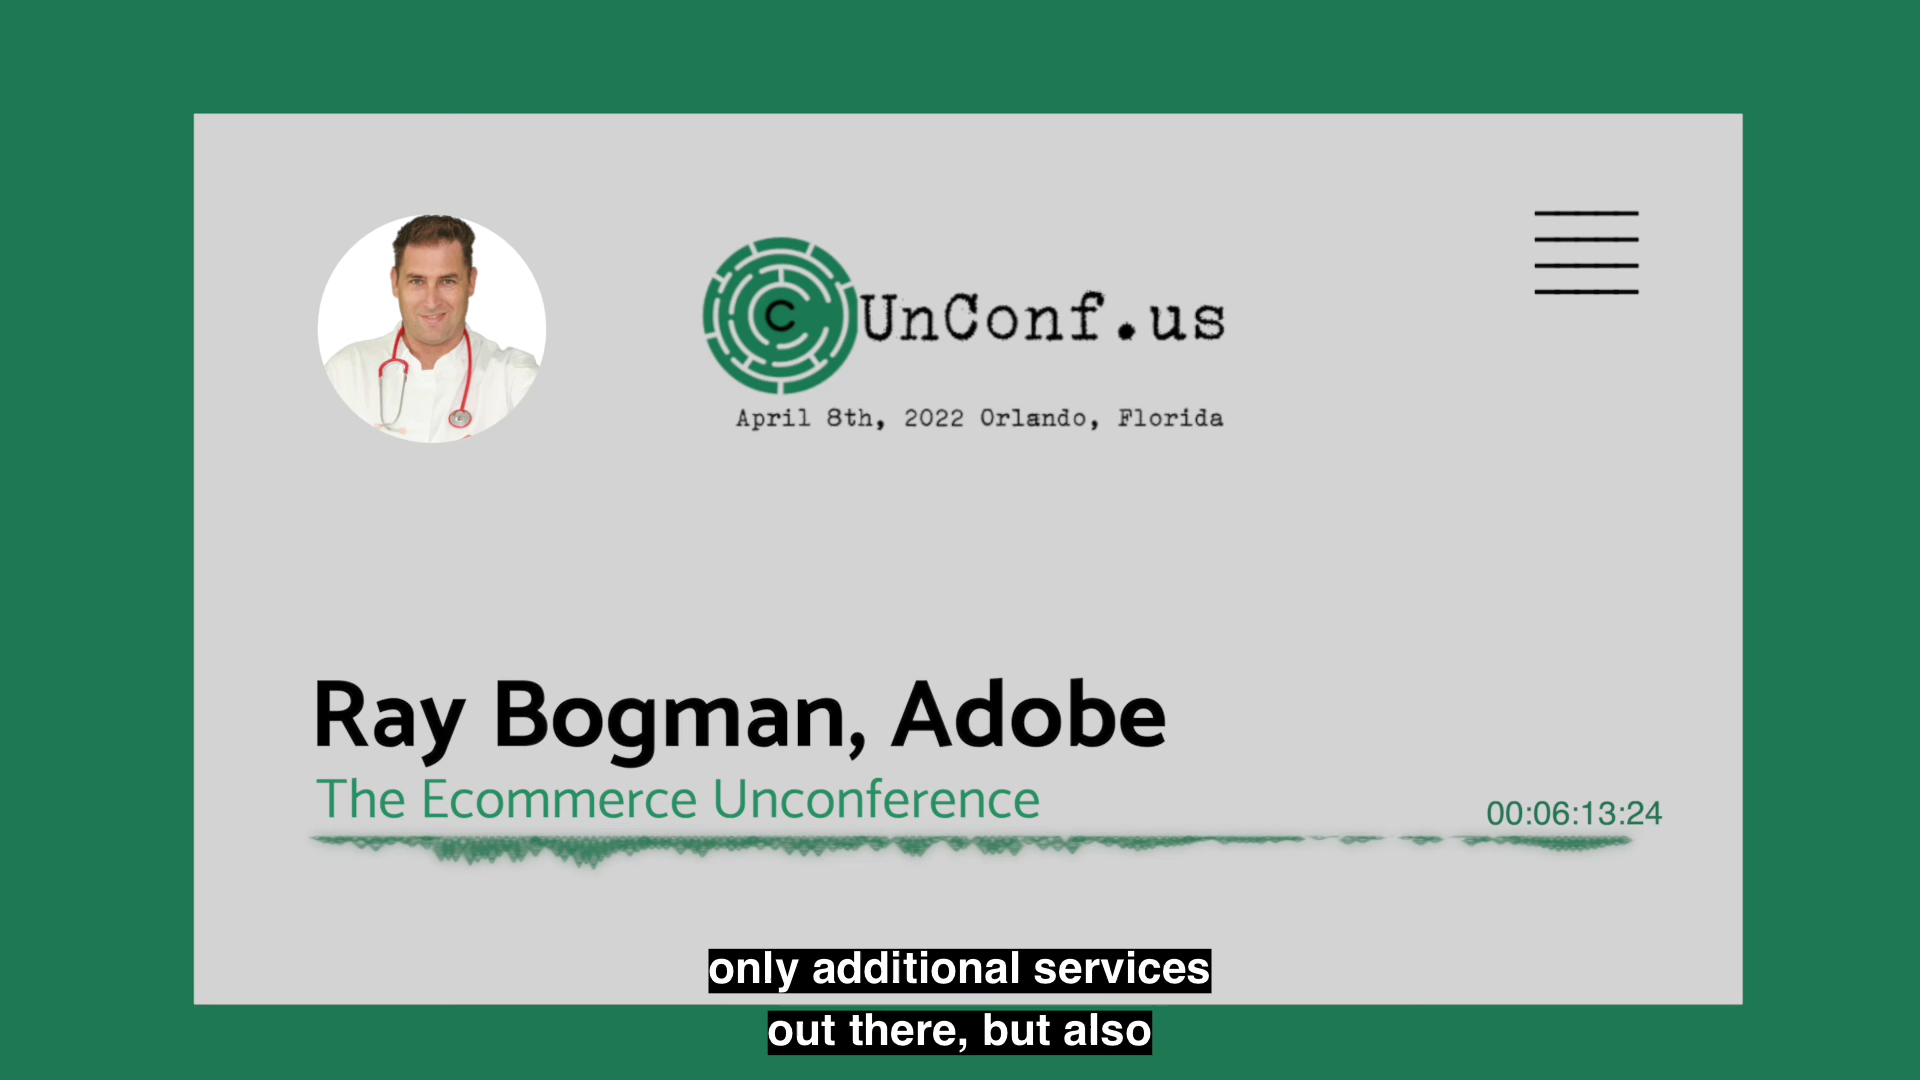 C UnConf.us
April 8th, 2022 Orlando, Florida
Ray Bogman, Adobe
The Ecommerce Unconference
00:06:13:24
only additional services
out there, but also